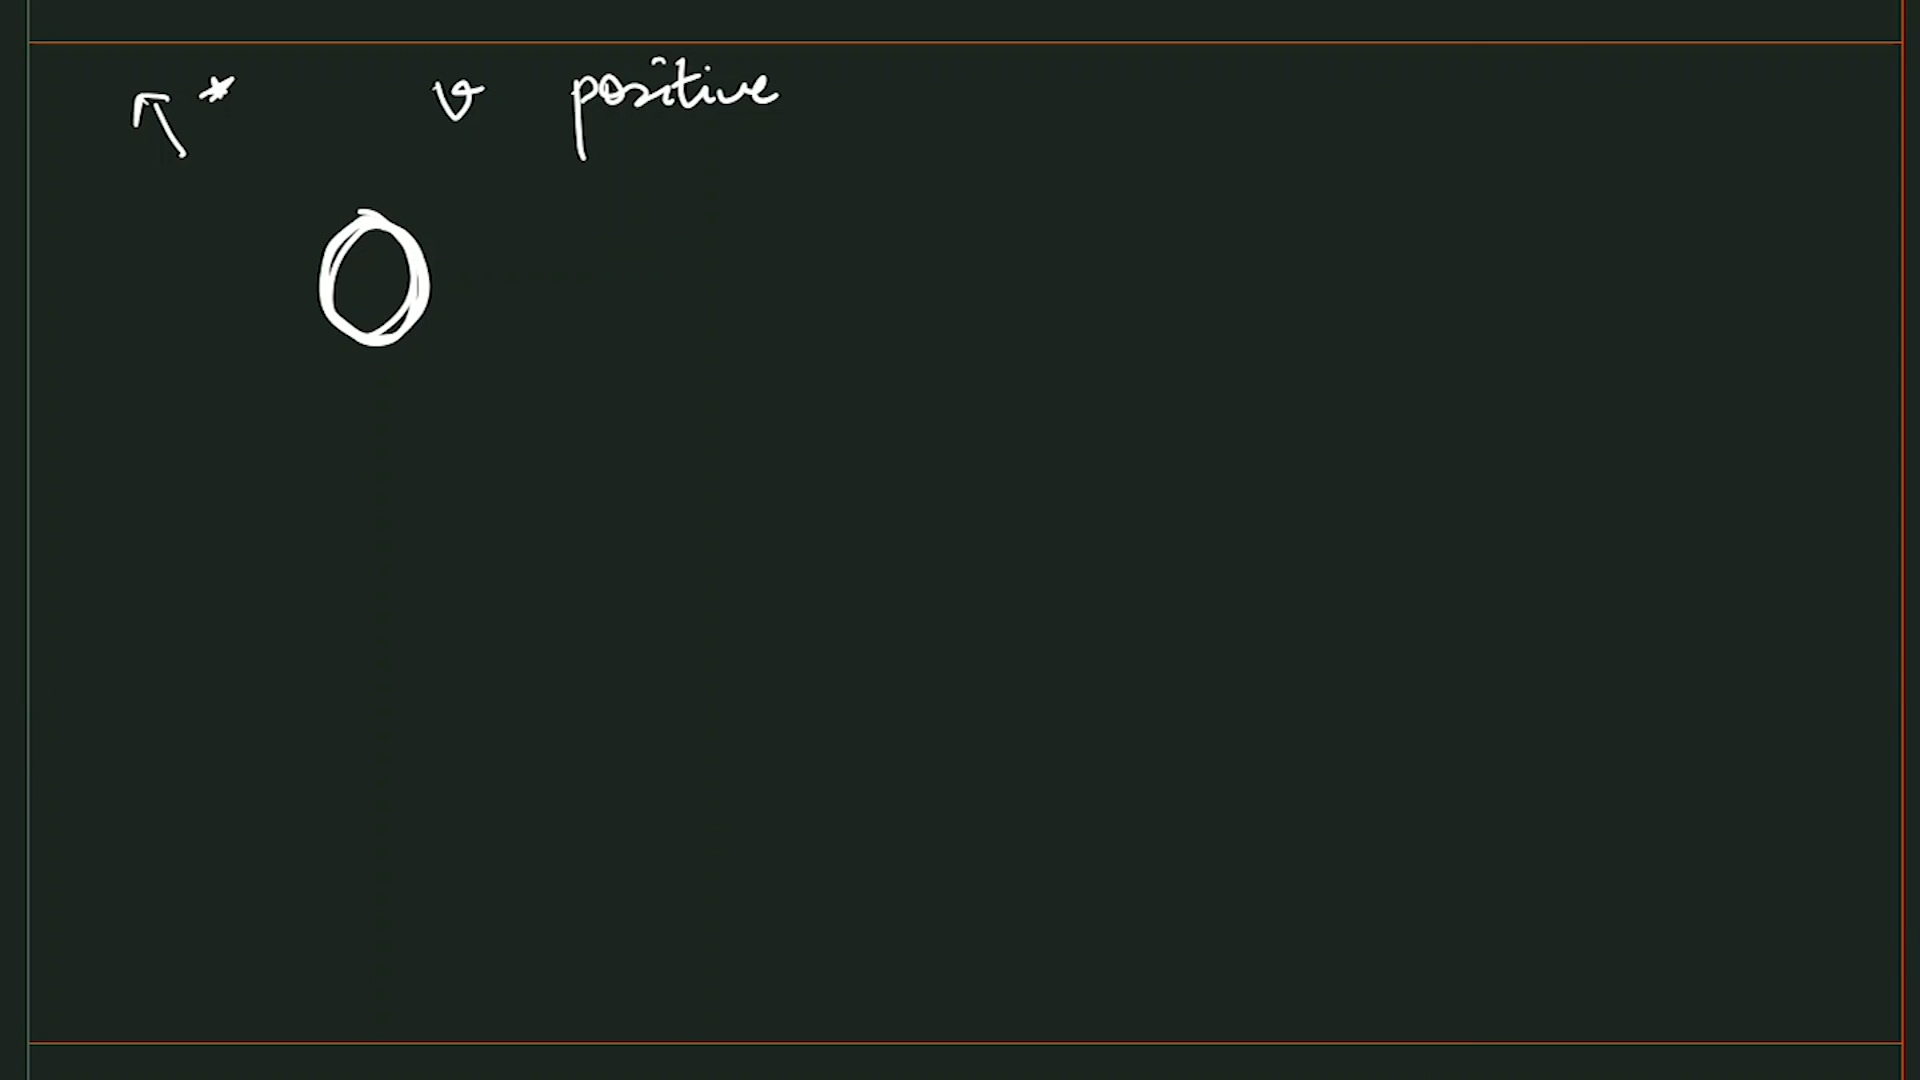 ↖ * v positive
O